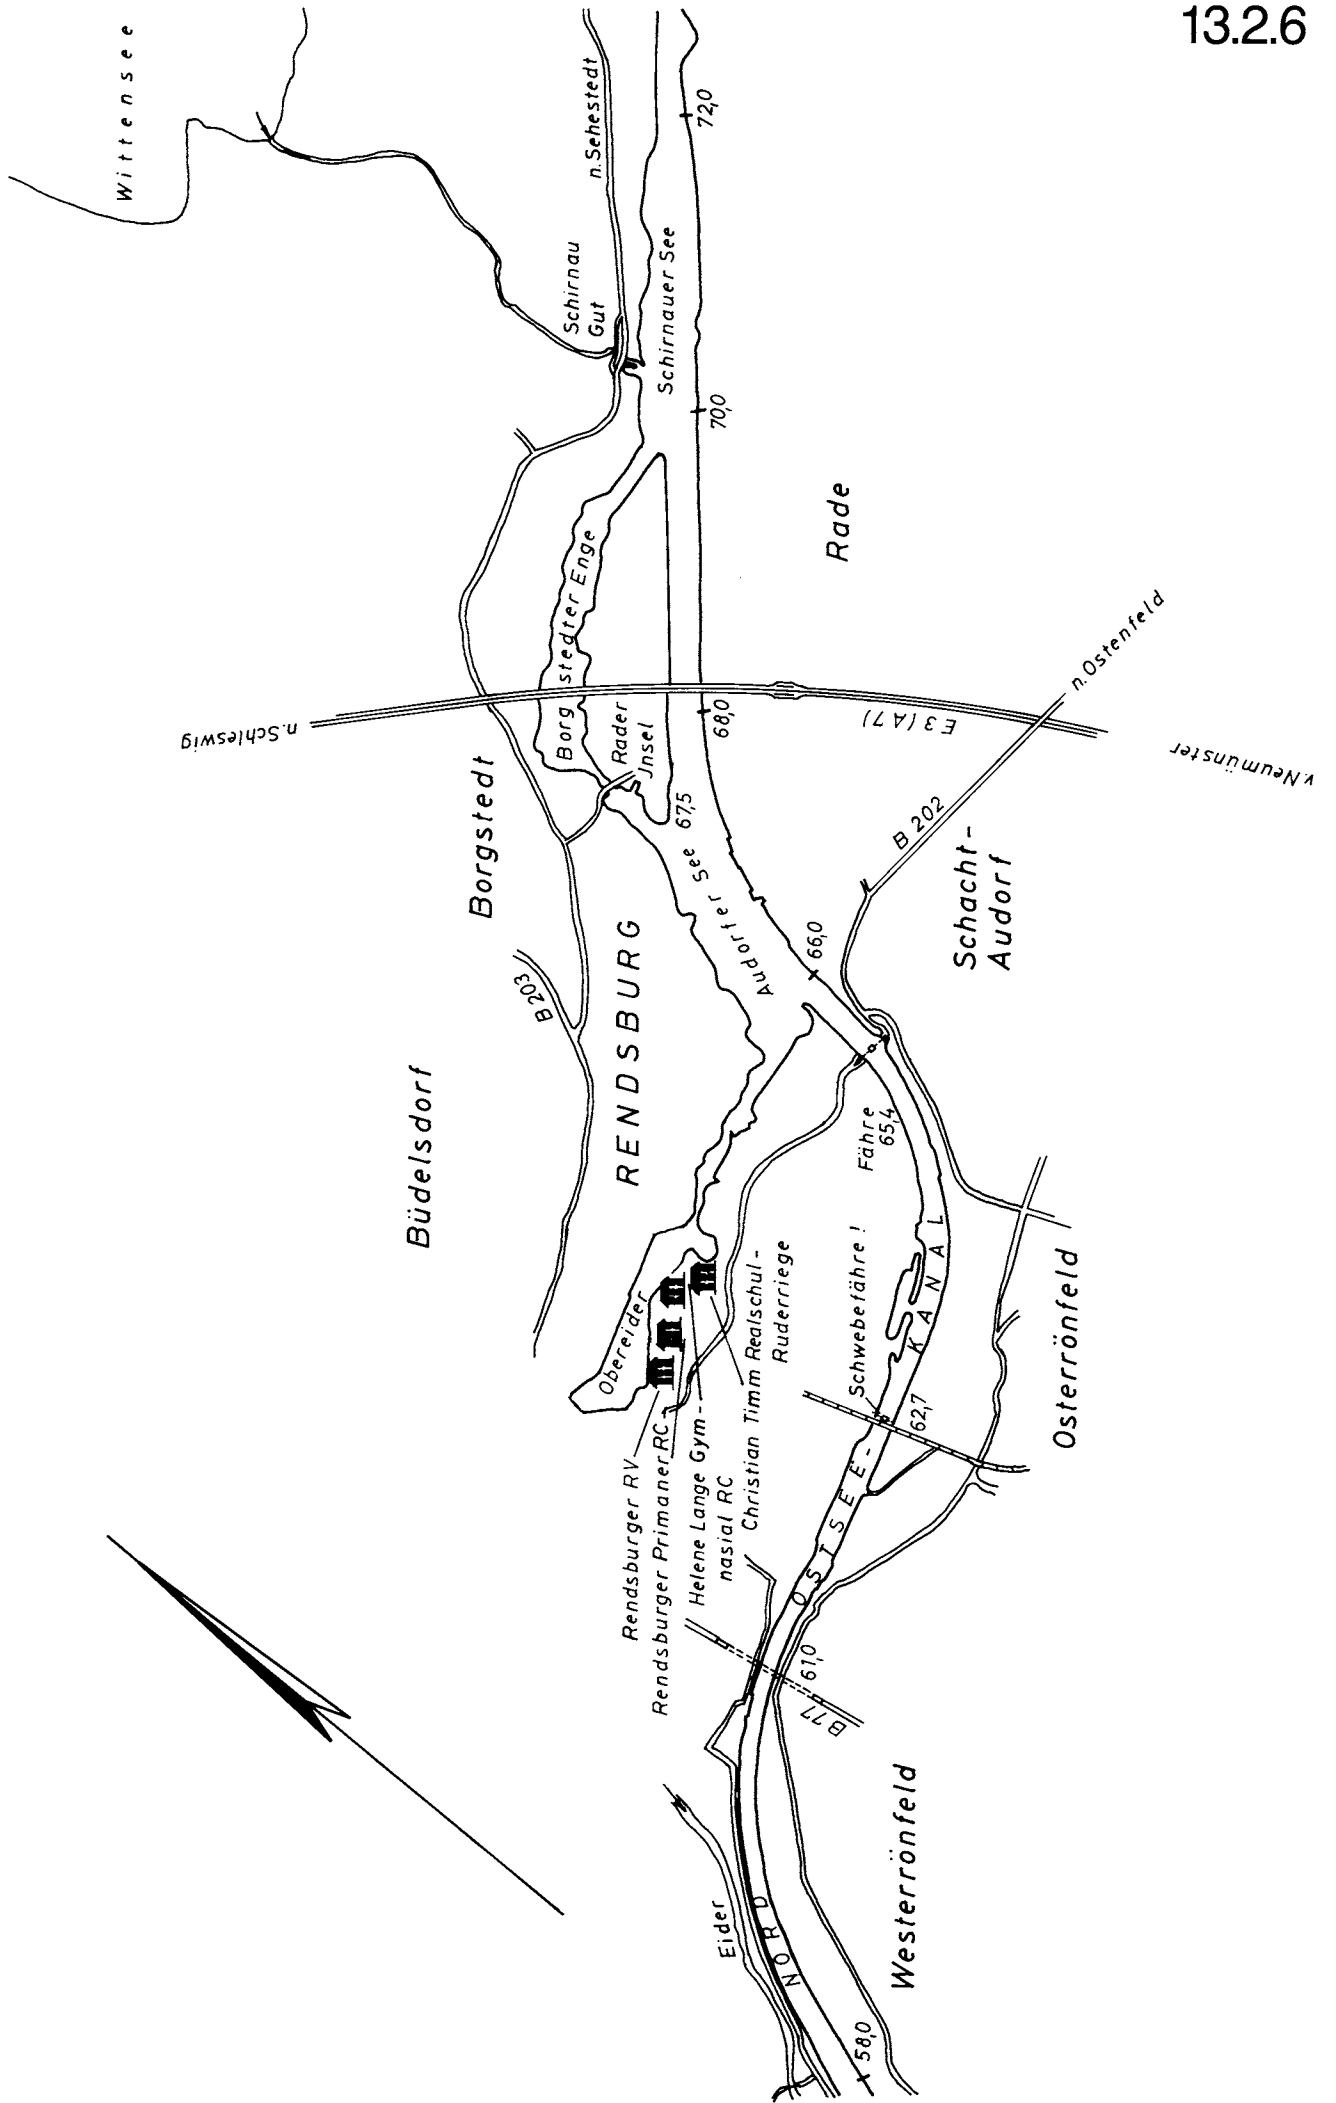 13.2.6
Wittensee
n. Sehestedt
72,0
Schirnau
Gut
Schirnauer See
70,0
Rade
Borgstedter Enge
n. Schleswig
Rader
Jnsel
68,0
E3 (A7)
n. Ostenfeld
v. Neumünster
Borgstedt
67,5
B 202
Schacht-
Audorf
Audorfer See
66,0
B 203
RENDSBURG
Büdelsdorf
Fähre
65,4
Obereider
Schwebefähre!
62,7
Osterrönfeld
Rendsburger RV
Rendsburger Primaner RC
Helene Lange Gym-
nasial RC
Christian Timm Realschul-
Ruderriege
NORD OSTSEE-KANAL
61,0
B 77
Westerrönfeld
Eider
58,0